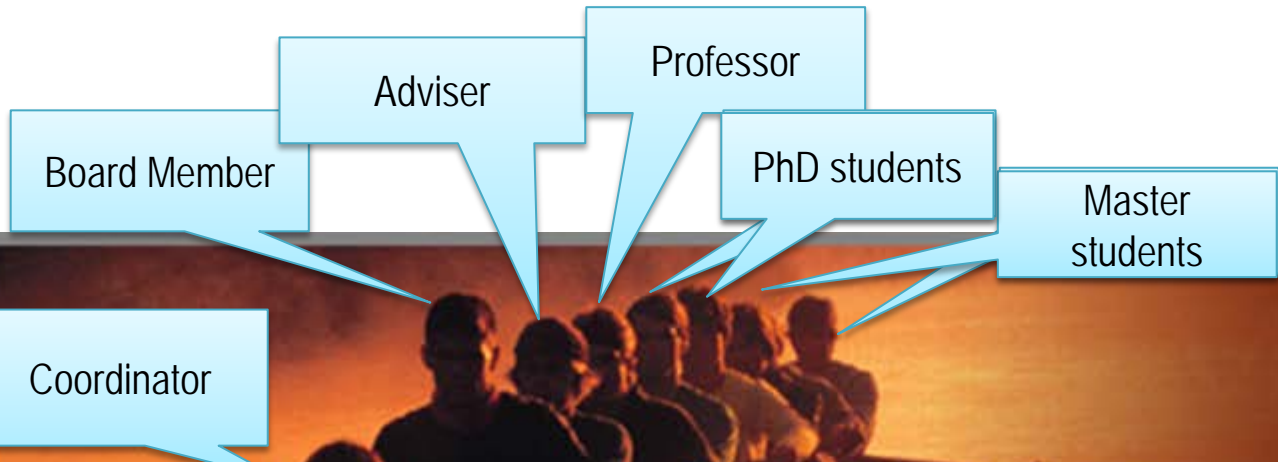 Professor
Adviser
Board Member
PhD students
Master
students
Coordinator